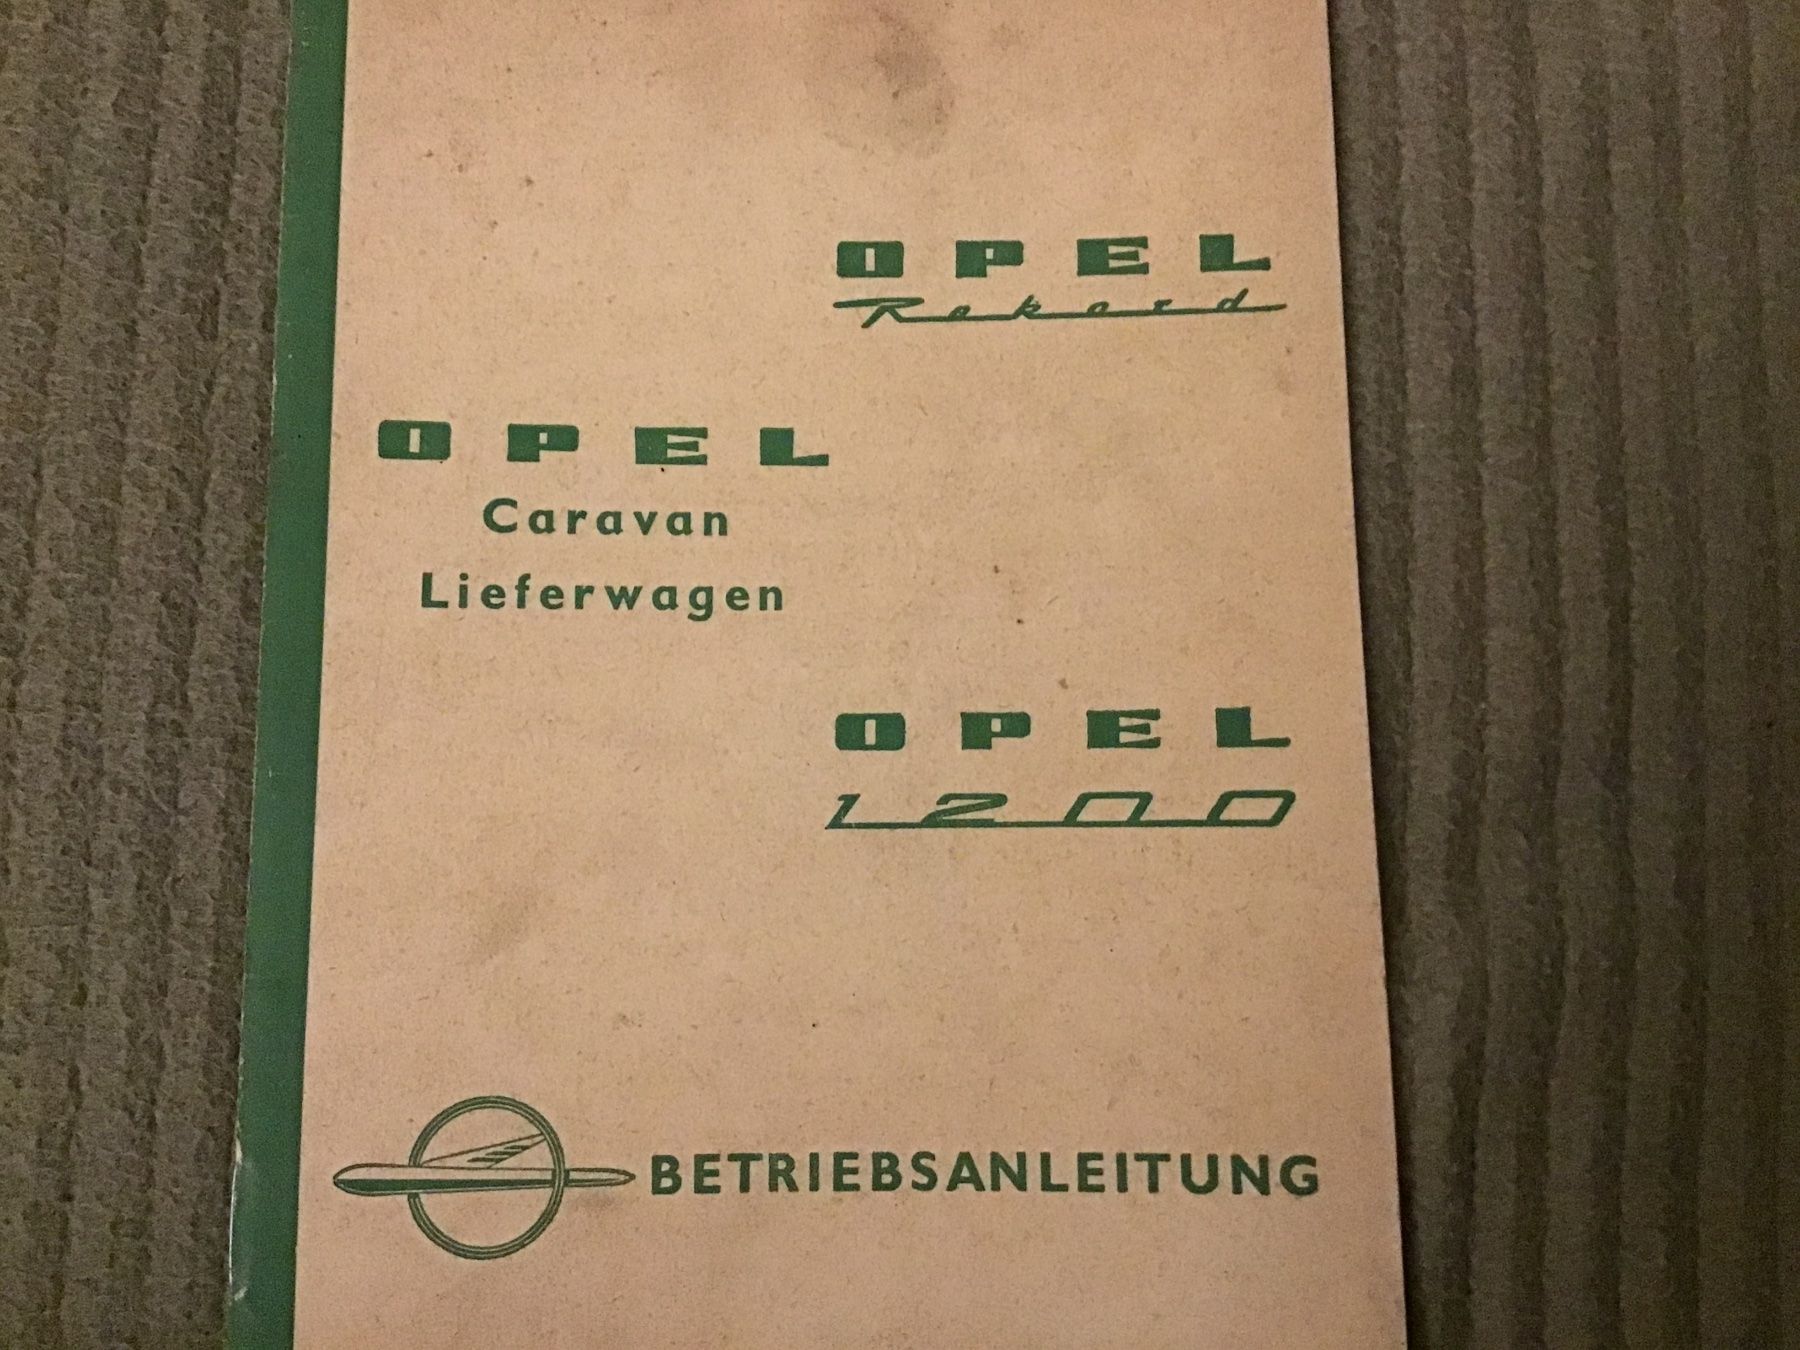 OPEL
Rekord
OPEL
Caravan
Lieferwagen
OPEL
1200
BETRIEBSANLEITUNG